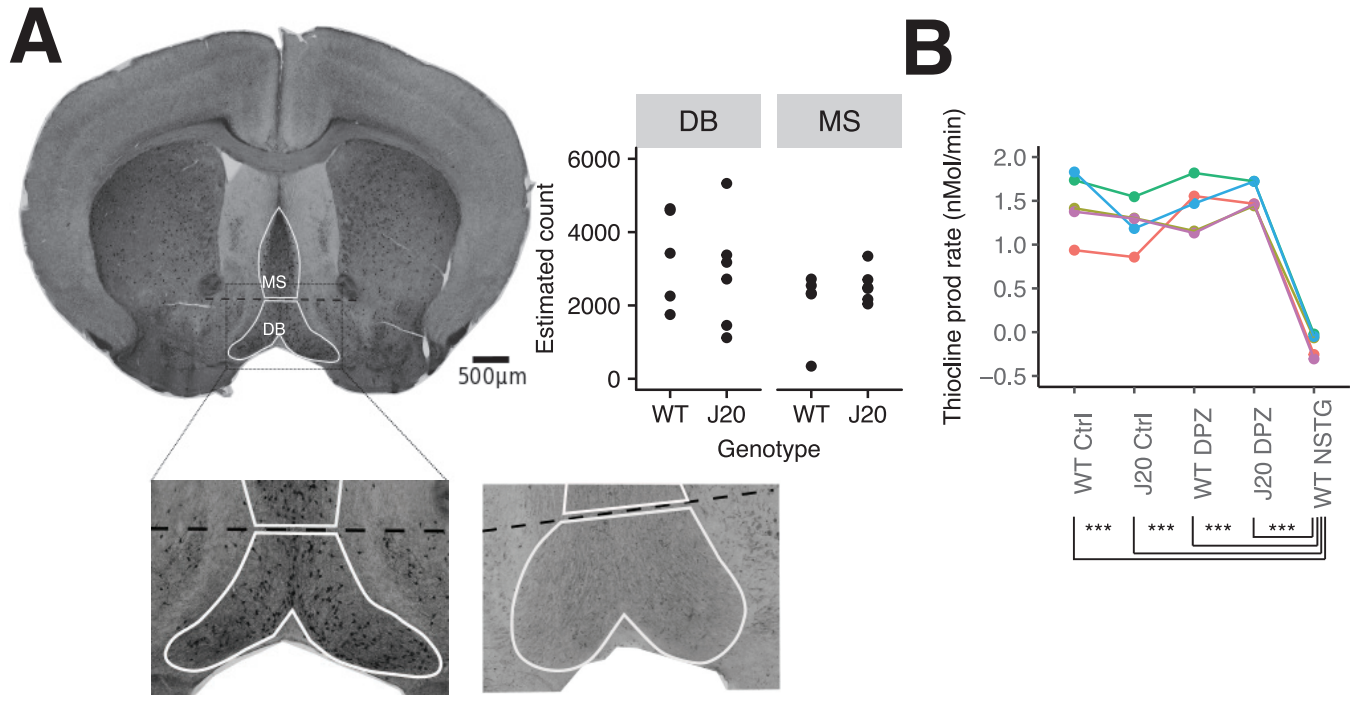 A
B
MS
DB
500µm
DB
MS
Estimated count
6000
4000
2000
0
WT
J20
WT
J20
Genotype
Thiocline prod rate (nMol/min)
2.0
1.5
1.0
0.5
0.0
−0.5
WT Ctrl
J20 Ctrl
WT DPZ
J20 DPZ
WT NSTG
*** *** *** ***